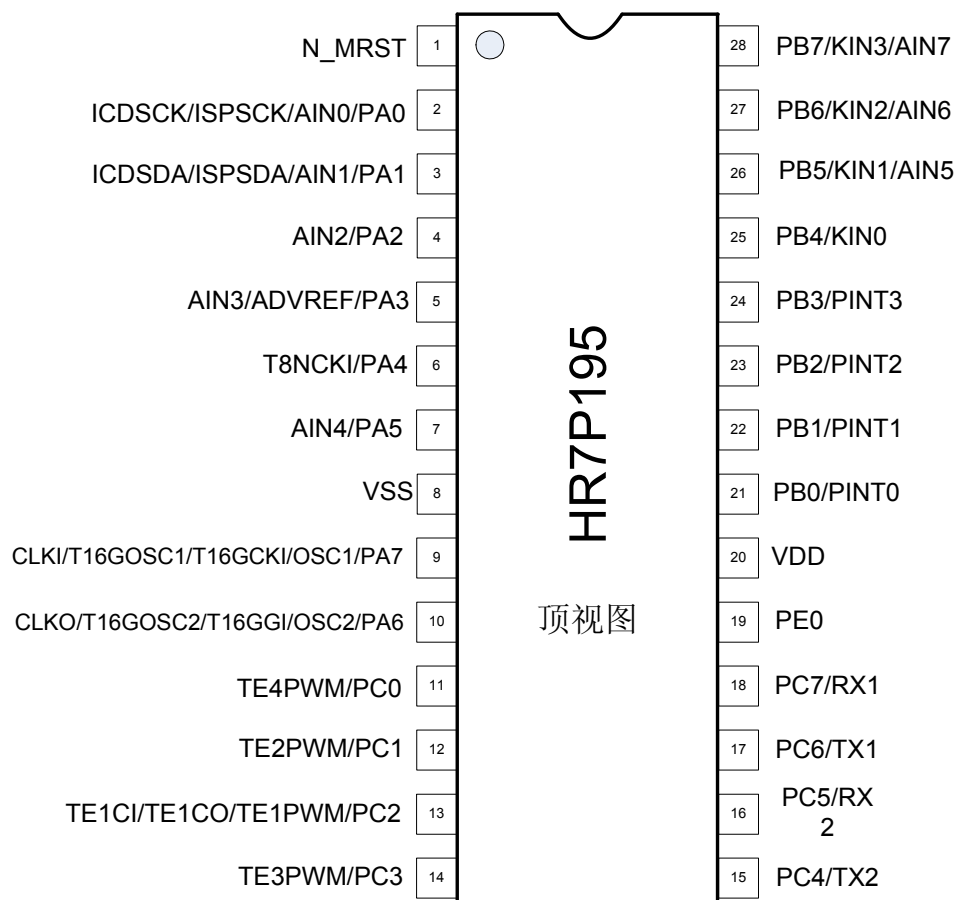 N_MRST 1 28 PB7/KIN3/AIN7
ICDSCK/ISPSCK/AIN0/PA0 2 27 PB6/KIN2/AIN6
ICDSDA/ISPSDA/AIN1/PA1 3 26 PB5/KIN1/AIN5
AIN2/PA2 4 25 PB4/KIN0
AIN3/ADVREF/PA3 5 24 PB3/PINT3
T8NCKI/PA4 6 23 PB2/PINT2
AIN4/PA5 7 22 PB1/PINT1
VSS 8 21 PB0/PINT0
HR7P195
CLKI/T16GOSC1/T16GCKI/OSC1/PA7 9 20 VDD
CLKO/T16GOSC2/T16GGI/OSC2/PA6 10 顶视图 19 PE0
TE4PWM/PC0 11 18 PC7/RX1
TE2PWM/PC1 12 17 PC6/TX1
TE1CI/TE1CO/TE1PWM/PC2 13 16 PC5/RX
2
TE3PWM/PC3 14 15 PC4/TX2